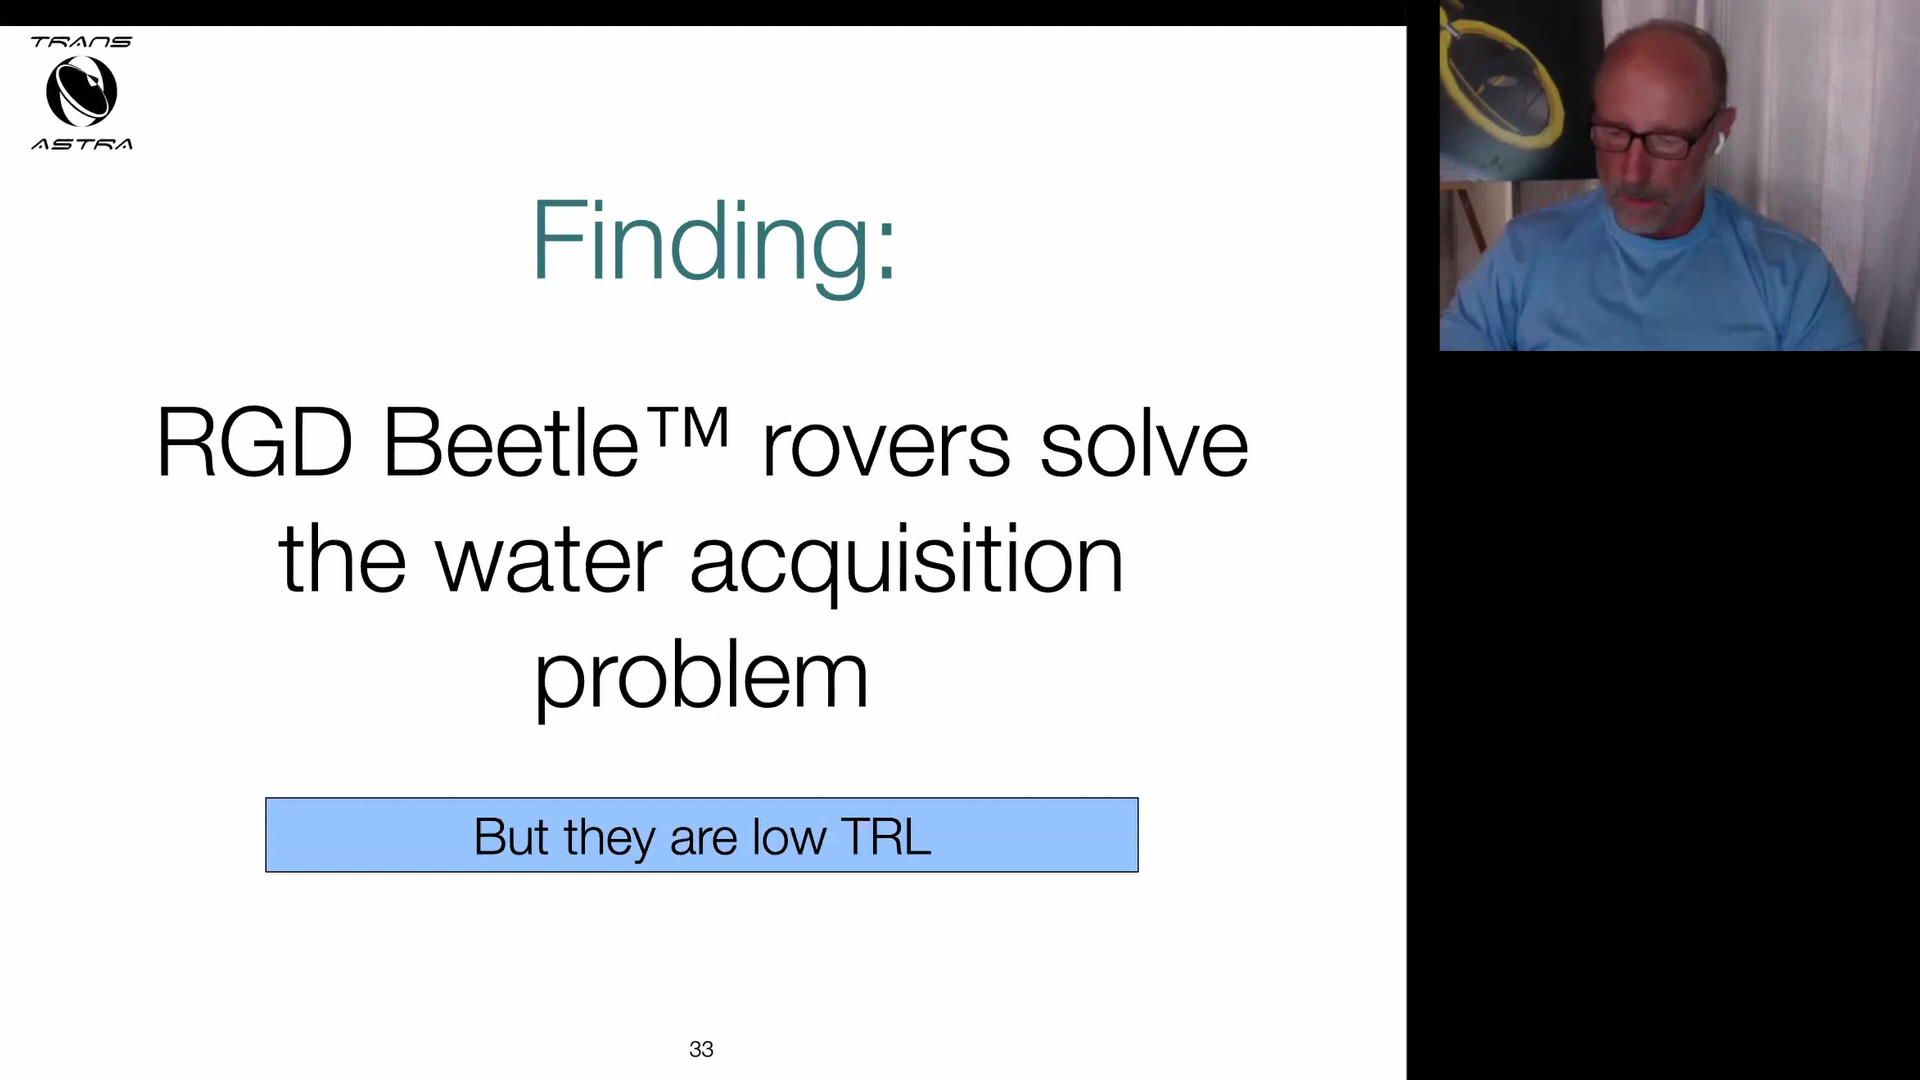 TRANS
ASTRA
Finding:
RGD Beetle™ rovers solve
the water acquisition
problem
But they are low TRL
33